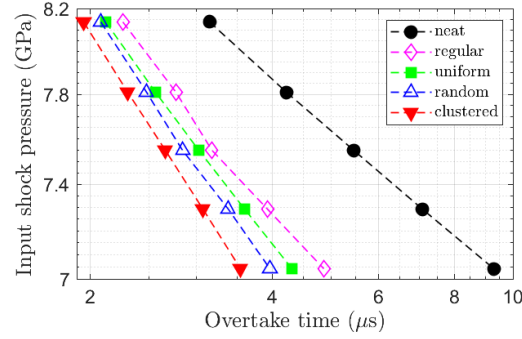 8.2
7.8
7.4
7
Input shock pressure (GPa)
neat
regular
uniform
random
clustered
2
4
6
8
10
Overtake time (μs)